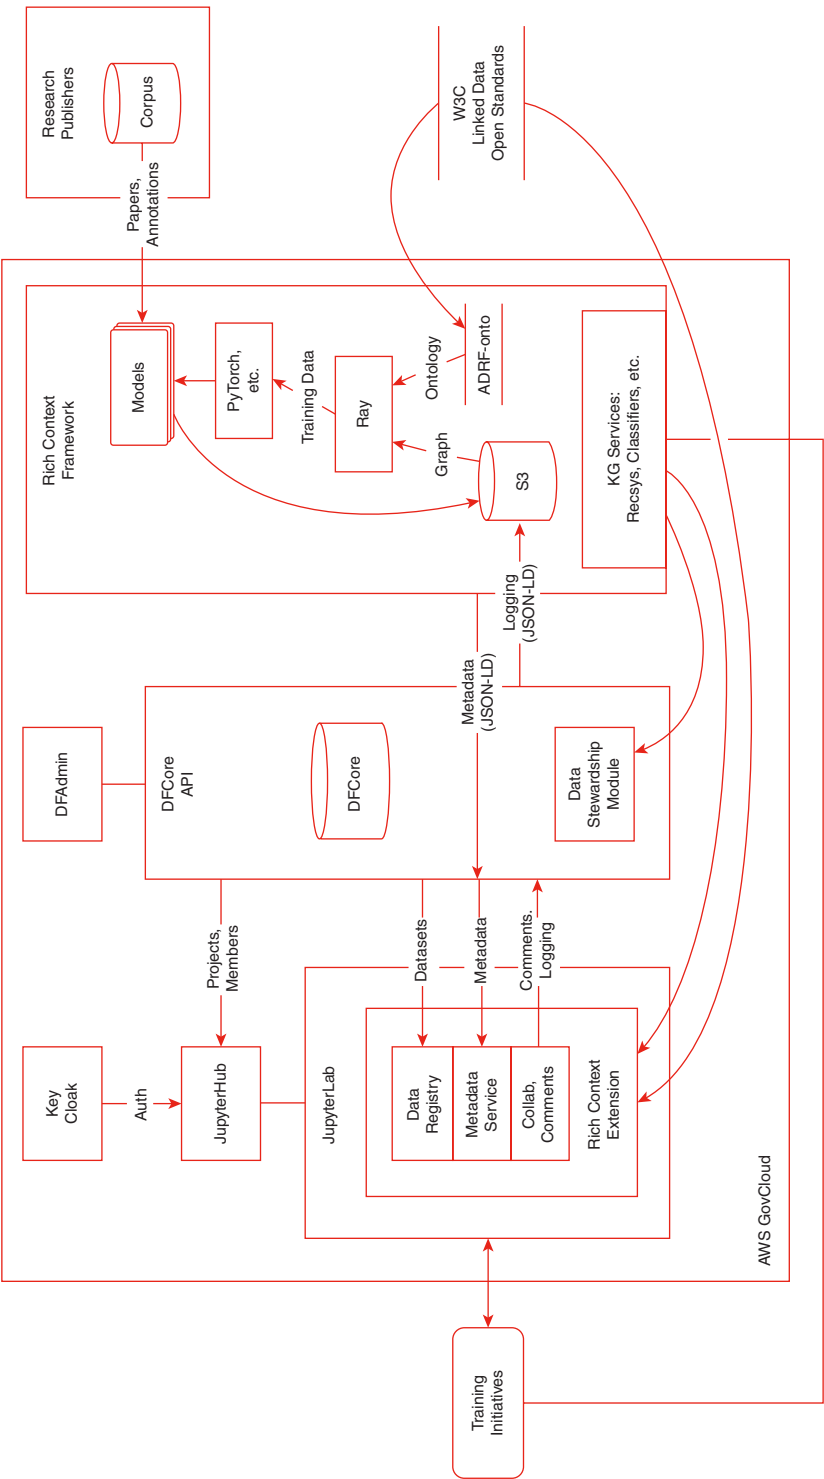 Key
Cloak
Auth
JupyterHub
Projects,
Members
DFAdmin
DFCore
API
DFCore
Data
Stewardship
Module
Rich Context
Framework
Models
PyTorch,
etc.
Training Data
Ray
Graph
Ontology
S3
ADRF-onto
KG Services:
Recsys, Classifiers, etc.
Research
Publishers
Corpus
Papers,
Annotations
W3C
Linked Data
Open Standards
Metadata
(JSON-LD)
Logging
(JSON-LD)
JupyterLab
Datasets
Metadata
Comments.
Logging
Data
Registry
Metadata
Service
Collab,
Comments
Rich Context
Extension
Training
Initiatives
AWS GovCloud